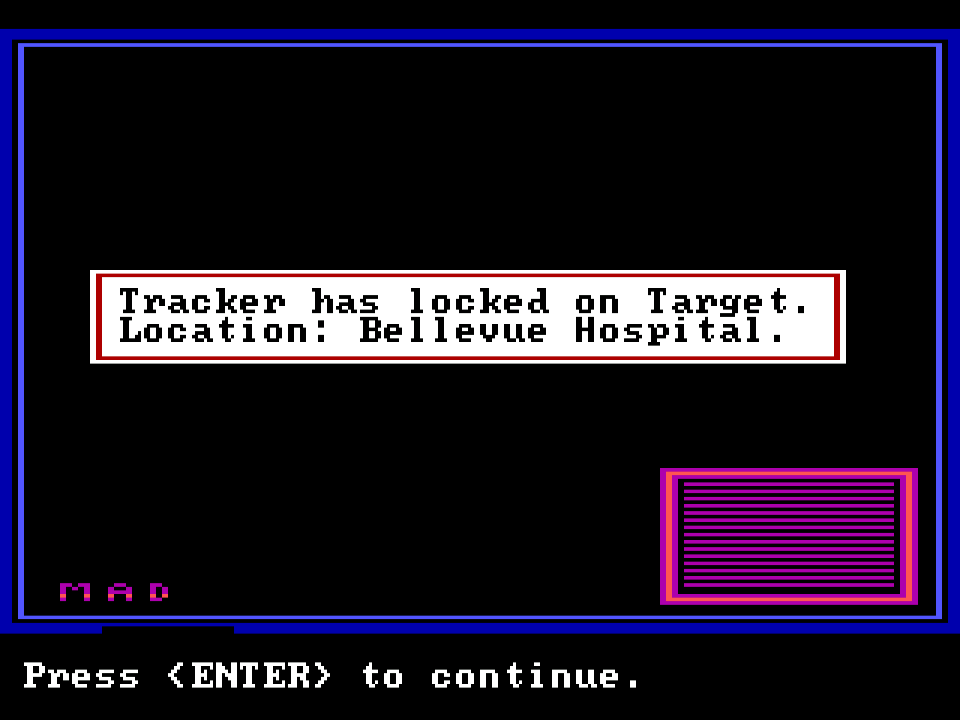 Tracker has locked on Target.
Location: Bellevue Hospital.
MAD
Press <ENTER> to continue.